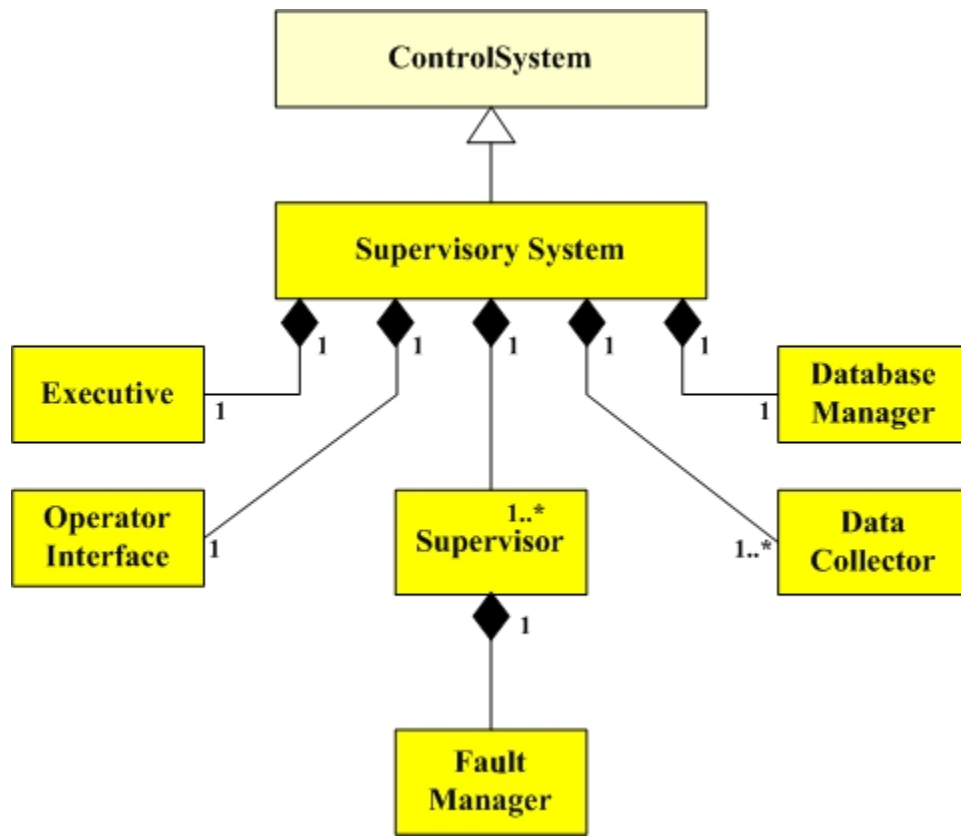 ControlSystem
Supervisory System
1
1
1
1
1
Executive
1
Database
Manager
1
Operator
Interface
1
1..*
Supervisor
1..*
Data
Collector
1
Fault
Manager